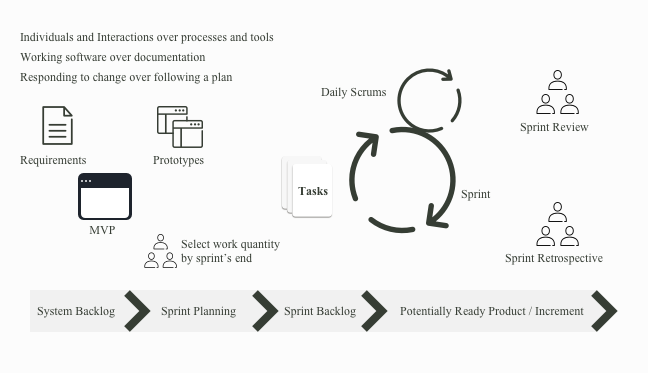 Individuals and Interactions over processes and tools
Working software over documentation
Responding to change over following a plan
Requirements
Prototypes
MVP
Select work quantity
by sprint's end
Tasks
Daily Scrums
Sprint
Sprint Review
Sprint Retrospective
System Backlog
Sprint Planning
Sprint Backlog
Potentially Ready Product / Increment